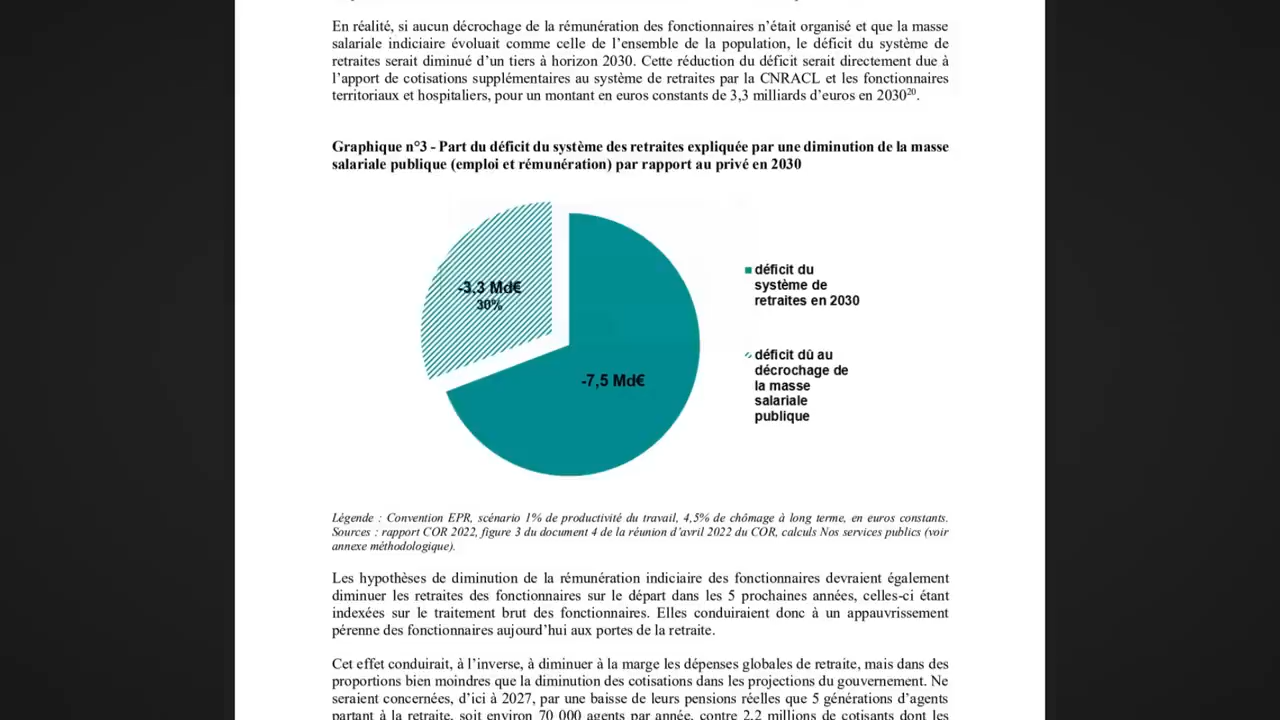 En réalité, si aucun décrochage de la rémunération des fonctionnaires n’était organisé et que la masse
salariale indiciaire évoluait comme celle de l’ensemble de la population, le déficit du système de
retraites serait diminué d’un tiers à horizon 2030. Cette réduction du déficit serait directement due à
l’apport de cotisations supplémentaires au système de retraites par la CNRACL et les fonctionnaires
territoriaux et hospitaliers, pour un montant en euros constants de 3,3 milliards d’euros en 2030²⁰.
Graphique n°3 - Part du déficit du système des retraites expliquée par une diminution de la masse
salariale publique (emploi et rémunération) par rapport au privé en 2030
-3,3 Md€
30%
-7,5 Md€
déficit du
système de
retraites en 2030
déficit dû au
décrochage de
la masse
salariale
publique
Légende : Convention EPR, scénario 1% de productivité du travail, 4,5% de chômage à long terme, en euros constants.
Sources : rapport COR 2022, figure 3 du document 4 de la réunion d’avril 2022 du COR, calculs Nos services publics (voir
annexe méthodologique).
Les hypothèses de diminution de la rémunération indiciaire des fonctionnaires devraient également
diminuer les retraites des fonctionnaires sur le départ dans les 5 prochaines années, celles-ci étant
indexées sur le traitement brut des fonctionnaires. Elles conduiraient donc à un appauvrissement
pérenne des fonctionnaires aujourd’hui aux portes de la retraite.
Cet effet conduirait, à l’inverse, à diminuer à la marge les dépenses globales de retraite, mais dans des
proportions bien moindres que la diminution des cotisations dans les projections du gouvernement. Ne
seraient concernées, d’ici à 2027, par une baisse de leurs pensions réelles que 5 générations d’agents
partant à la retraite, soit environ 70 000 agents par année, contre 2,2 millions de cotisants dont les